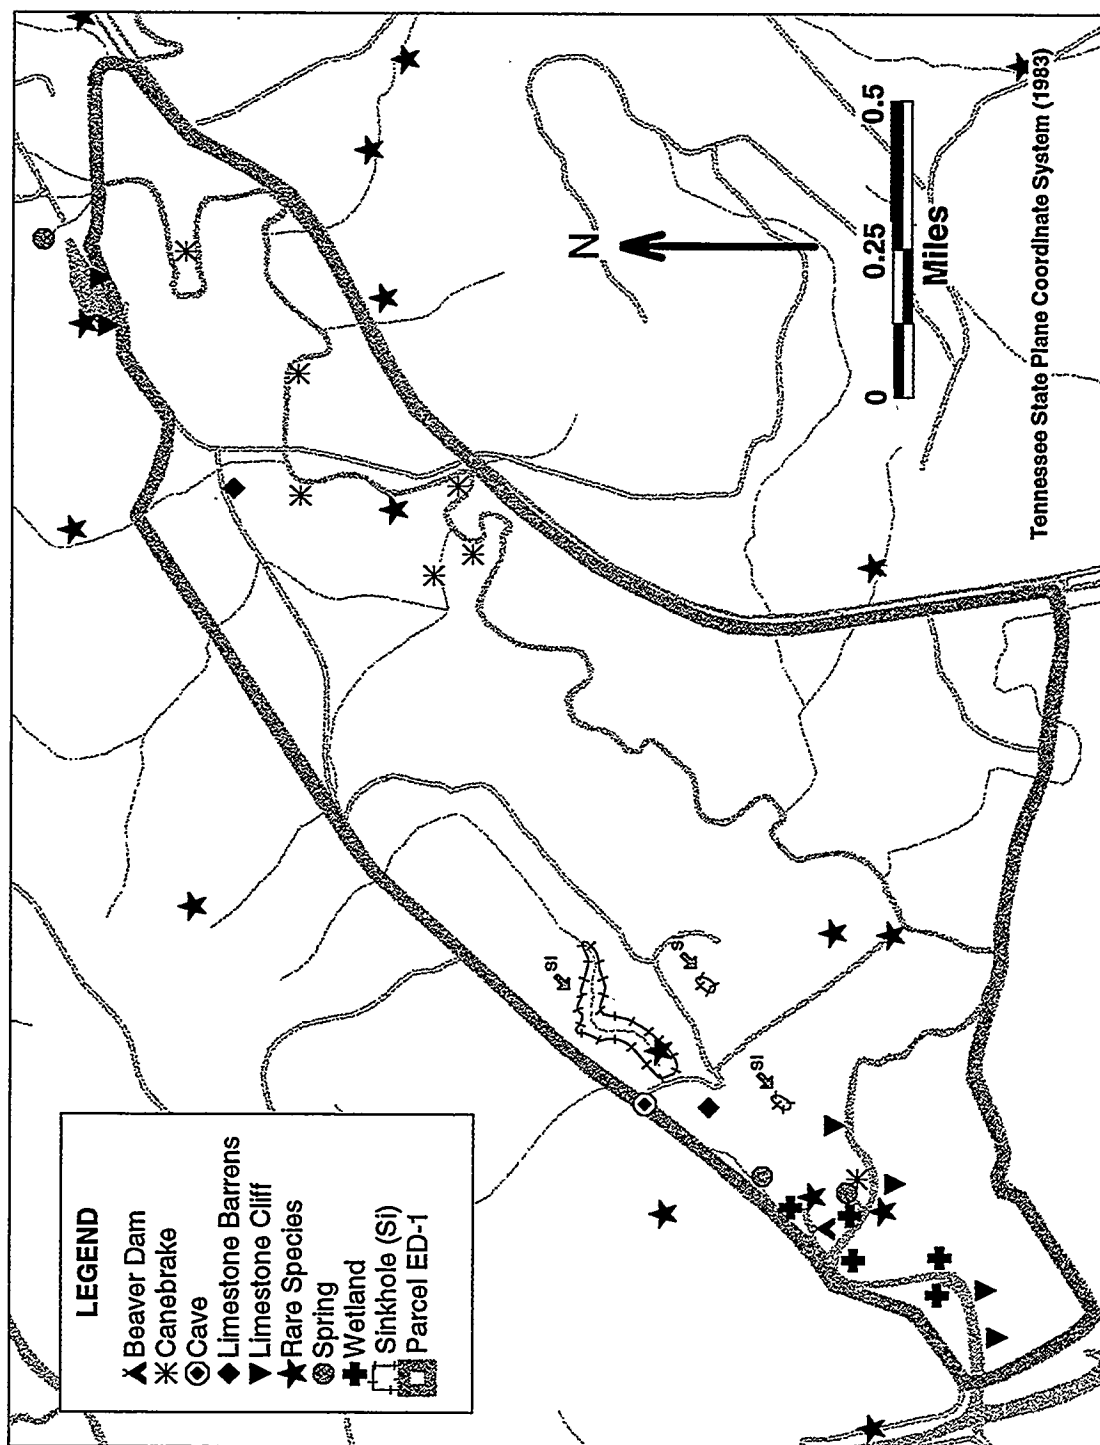 LEGEND
Beaver Dam
Canebrake
Cave
Limestone Barrens
Limestone Cliff
Rare Species
Spring
Wetland
Sinkhole (Si)
Parcel ED-1
SI
SI
SI
N
0 0.25 0.5
Miles
Tennessee State Plane Coordinate System (1983)